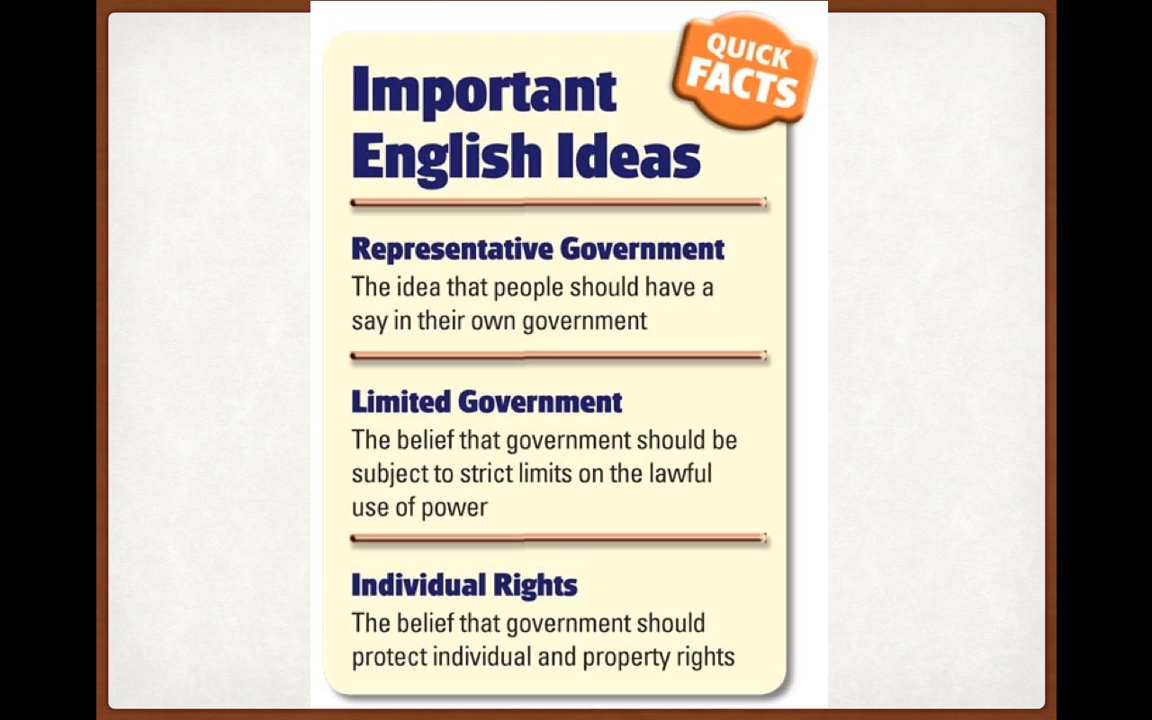 QUICK
FACTS
Important
English Ideas
Representative Government
The idea that people should have a
say in their own government
Limited Government
The belief that government should be
subject to strict limits on the lawful
use of power
Individual Rights
The belief that government should
protect individual and property rights